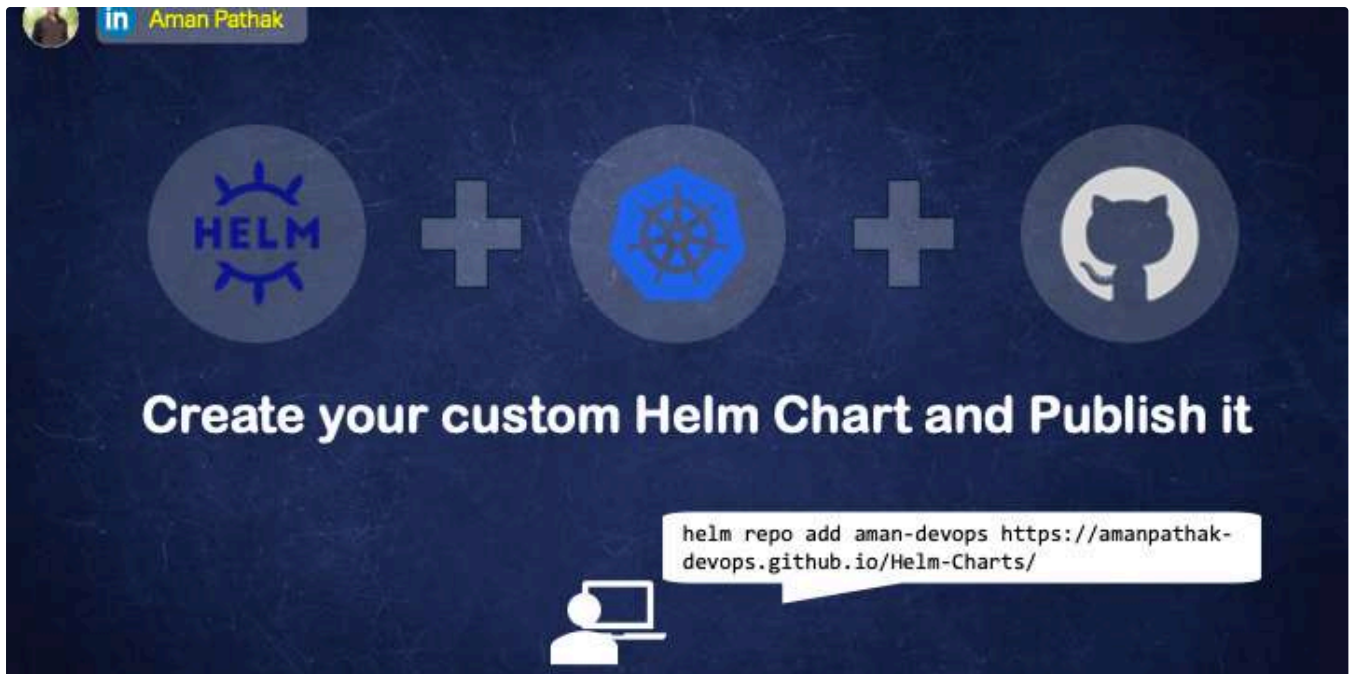 in Aman Pathak
HELM
Create your custom Helm Chart and Publish it
helm repo add aman-devops https://amanpathak-
devops.github.io/Helm-Charts/